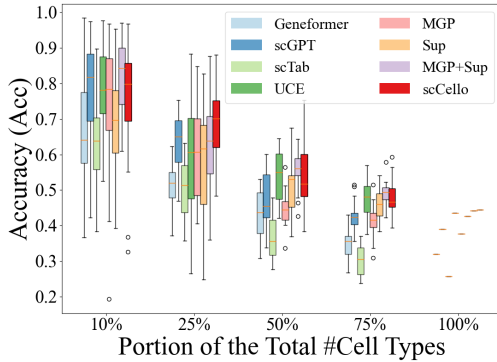 Accuracy (Acc)
1.0
0.9
0.8
0.7
0.6
0.5
0.4
0.3
0.2
Geneformer
scGPT
scTab
UCE
MGP
Sup
MGP+Sup
scCello
10%
25%
50%
75%
100%
Portion of the Total #Cell Types